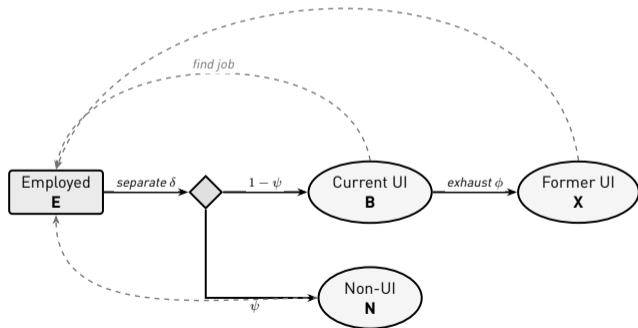 find job
Employed
E
separate δ
1 − ψ
Current UI
B
exhaust ϕ
Former UI
X
ψ
Non-UI
N